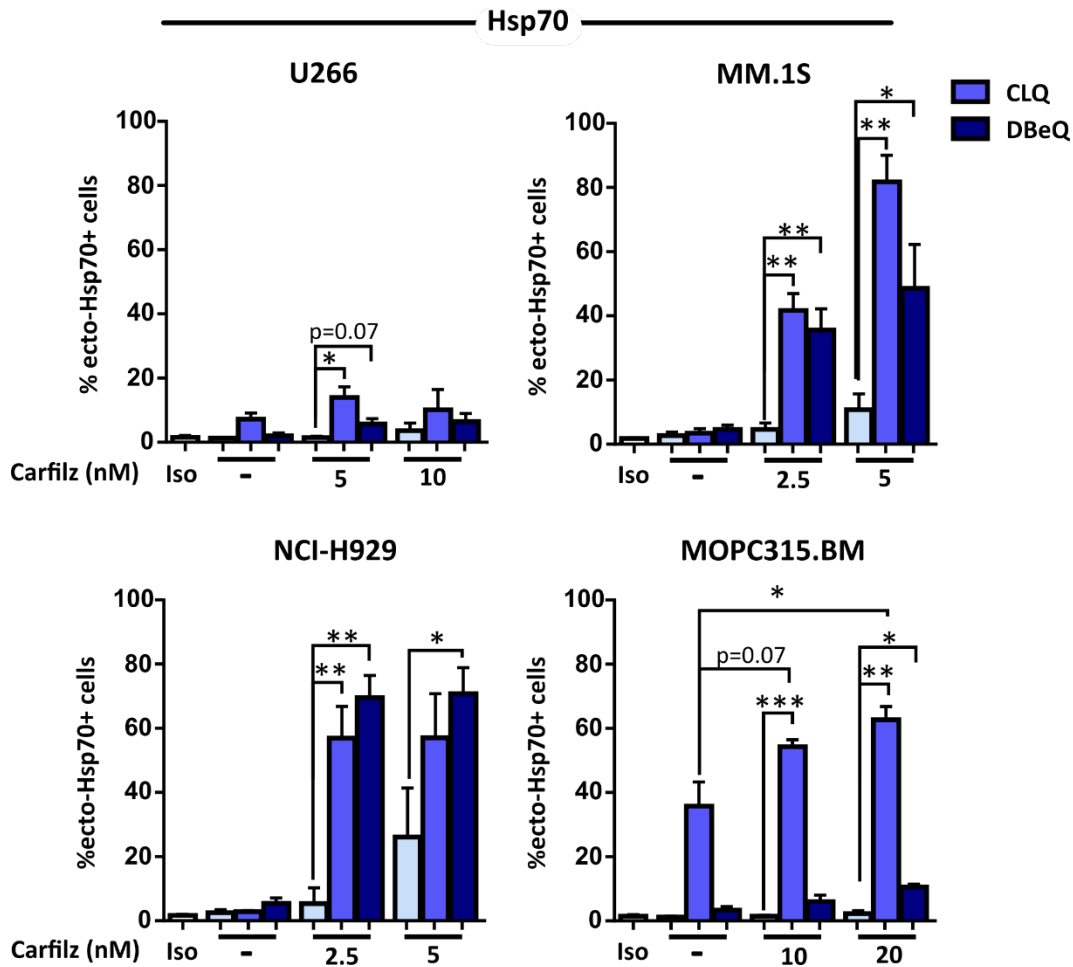 Hsp70
U266
MM.1S
CLQ
DBeQ
% ecto-Hsp70+ cells
100
80
60
40
20
0
p=0.07
*
Carfilz (nM)
Iso
-
5
10
% ecto-Hsp70+ cells
100
80
60
40
20
0
**
**
*
**
Iso
-
2.5
5
NCI-H929
MOPC315.BM
%ecto-Hsp70+ cells
100
80
60
40
20
0
**
**
*
Carfilz (nM)
Iso
-
2.5
5
%ecto-Hsp70+ cells
100
80
60
40
20
0
*
p=0.07
***
*
**
Iso
-
10
20